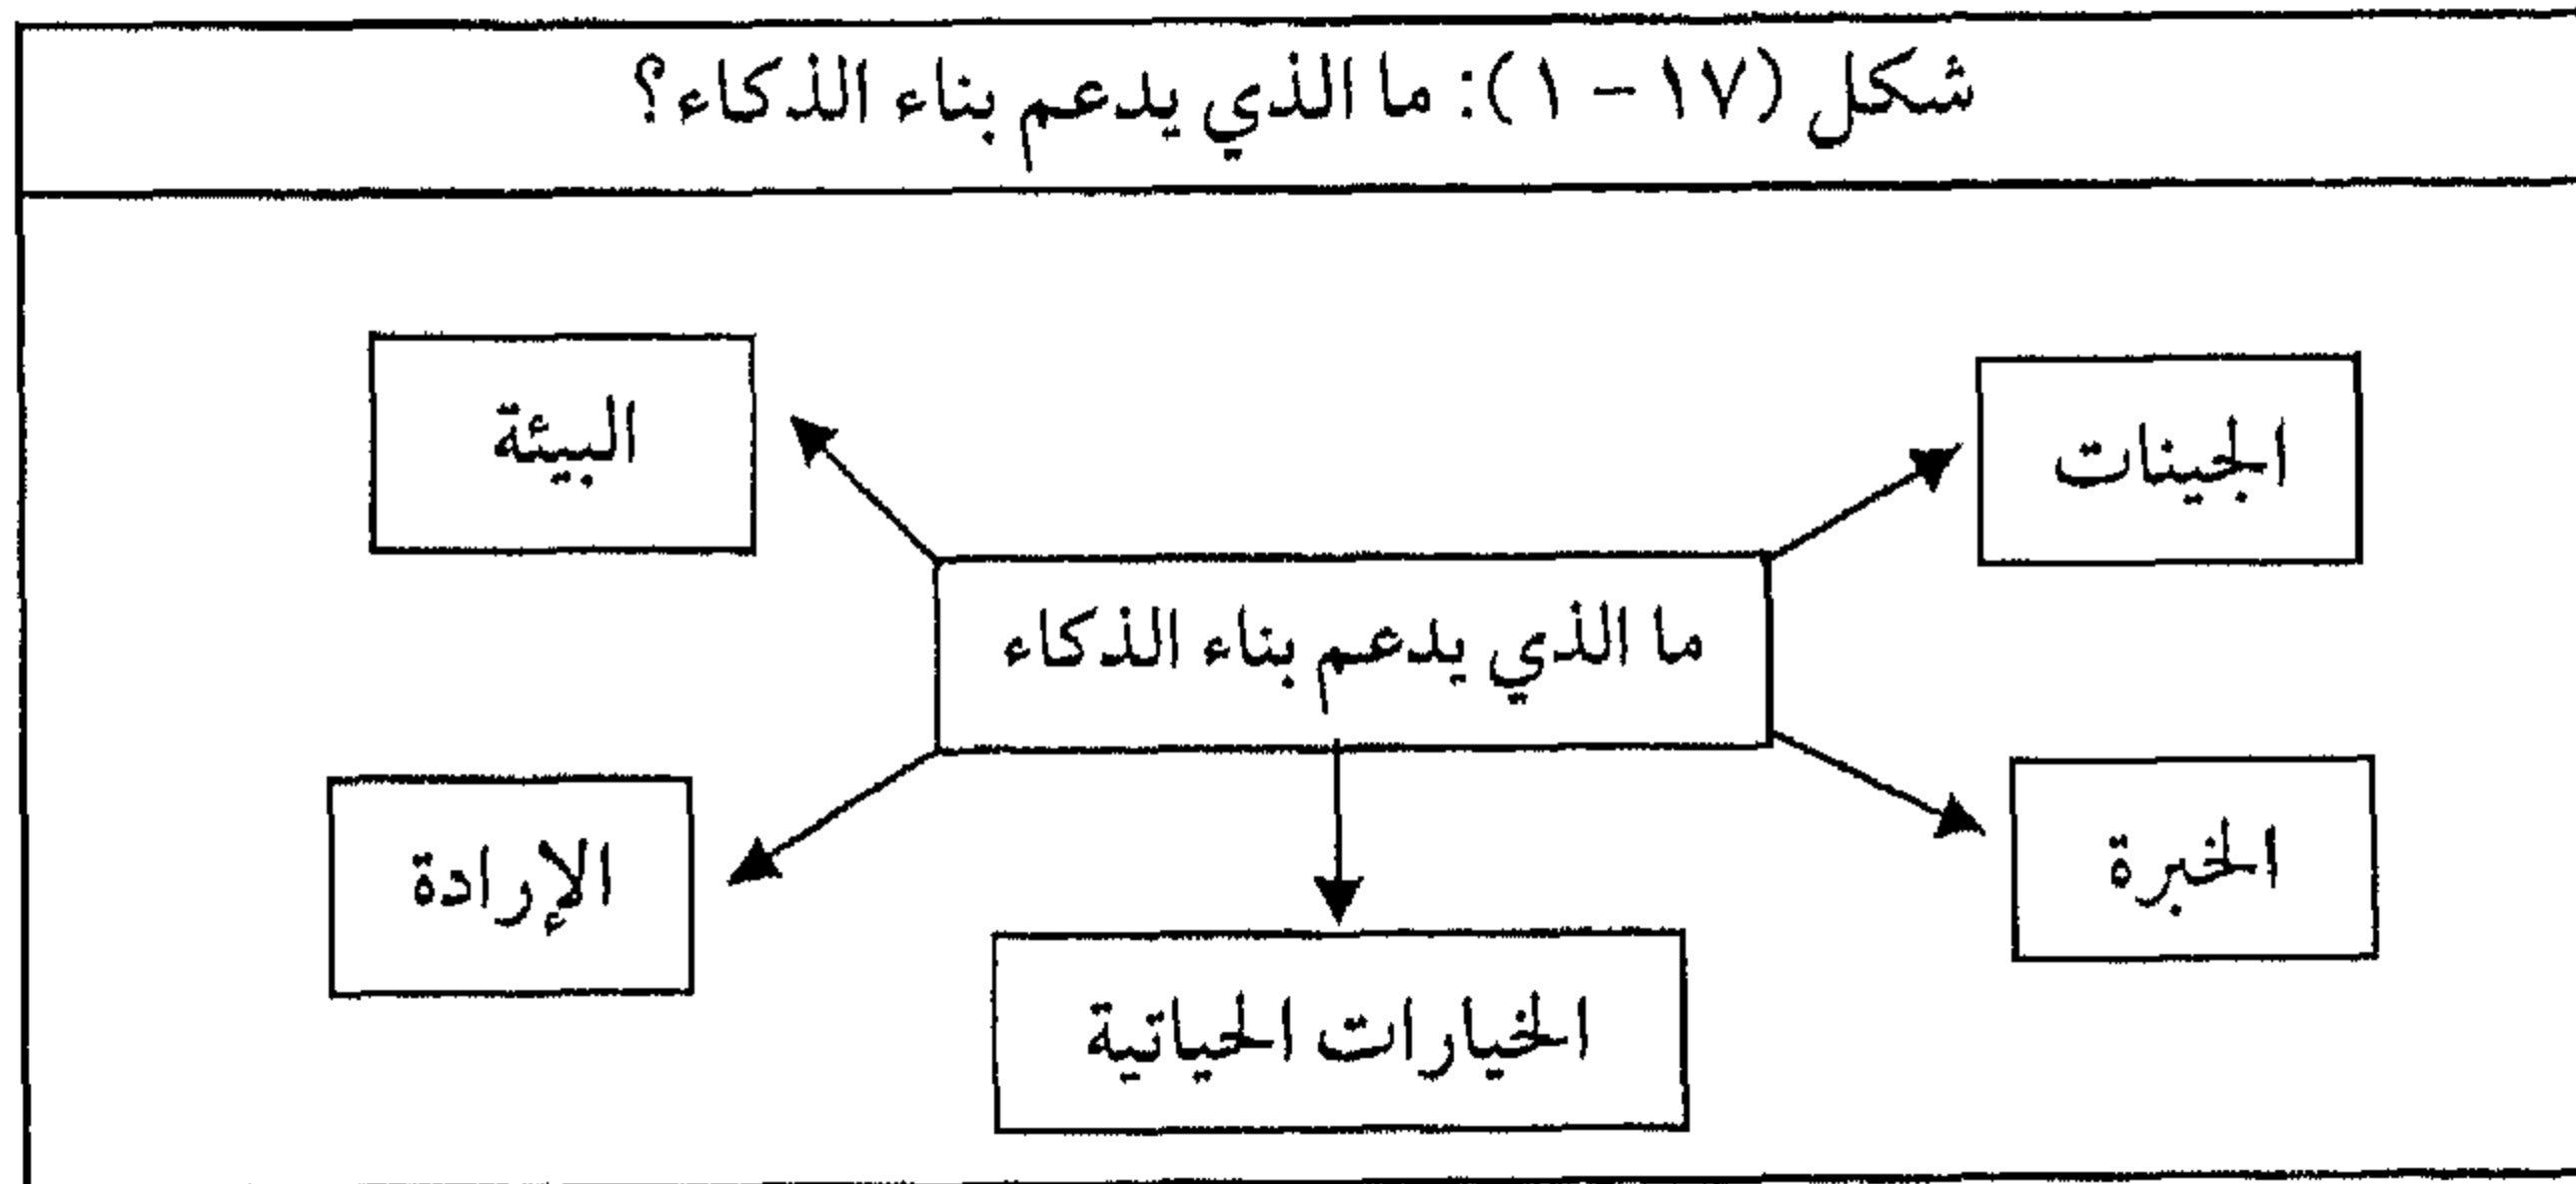 شكل (١٧ - ١): ما الذي يدعم بناء الذكاء؟
الجينات
البيئة
ما الذي يدعم بناء الذكاء
الخبرة
الإرادة
الخيارات الحياتية